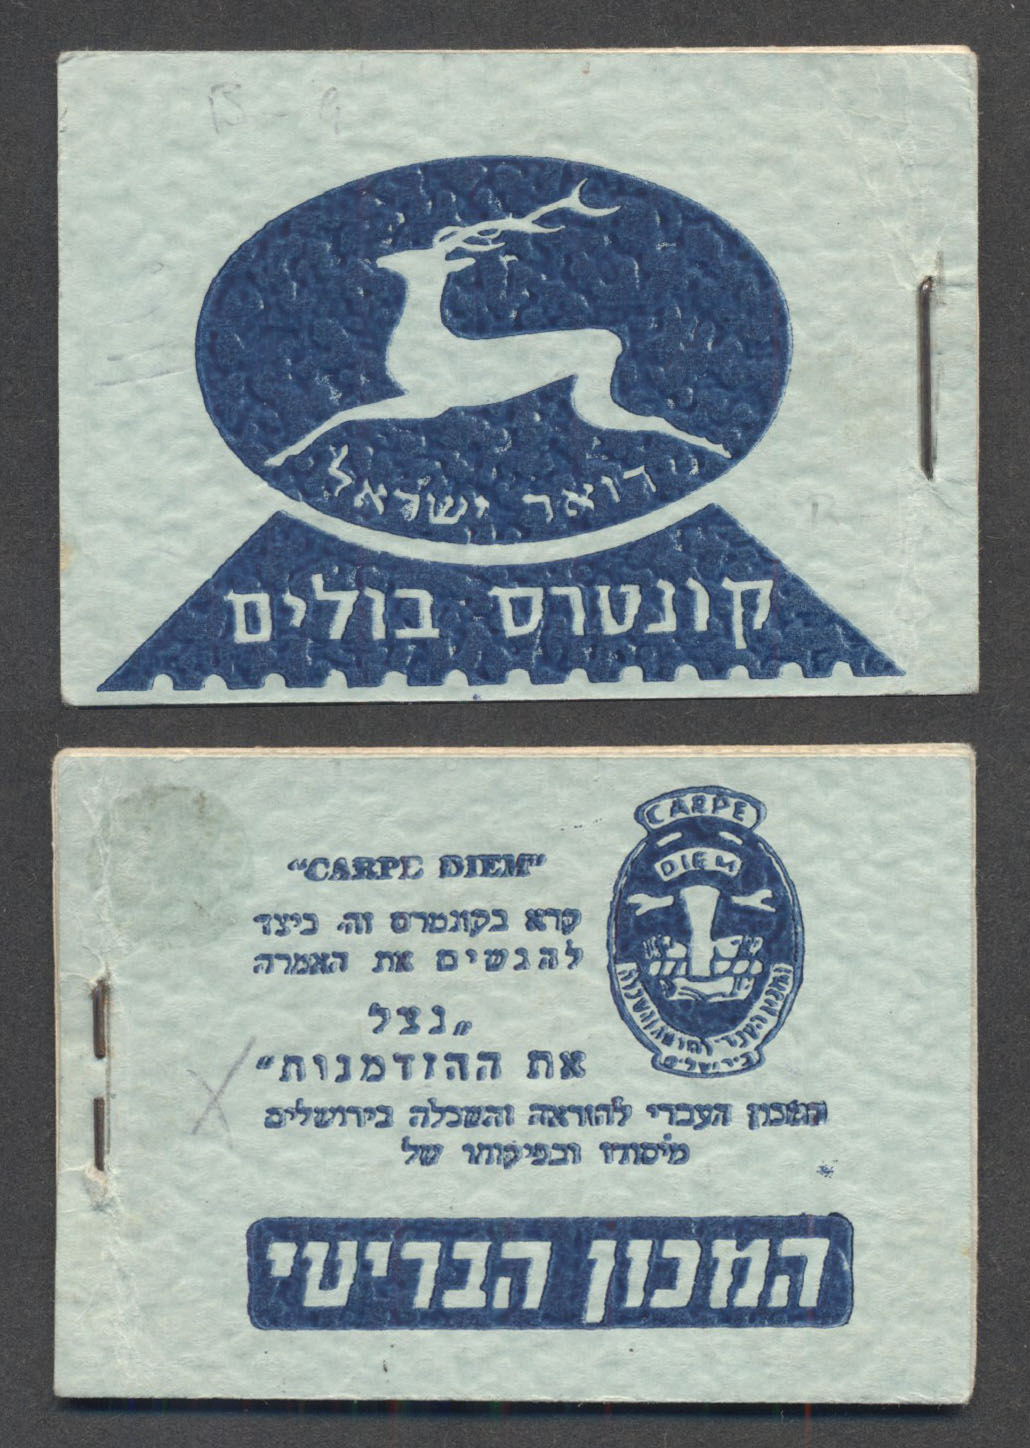 דואר ישראל
קונטרס בולים
CARPE
DIEM
"CARPE DIEM"
קרא בקונטרס זה, כיצד
להגשים את האמרה
„נצל
את ההזדמנות"
המכון העברי להוראה והשכלה בירושלים
מיסודו ובפיקוחו של
המכון הבריטי